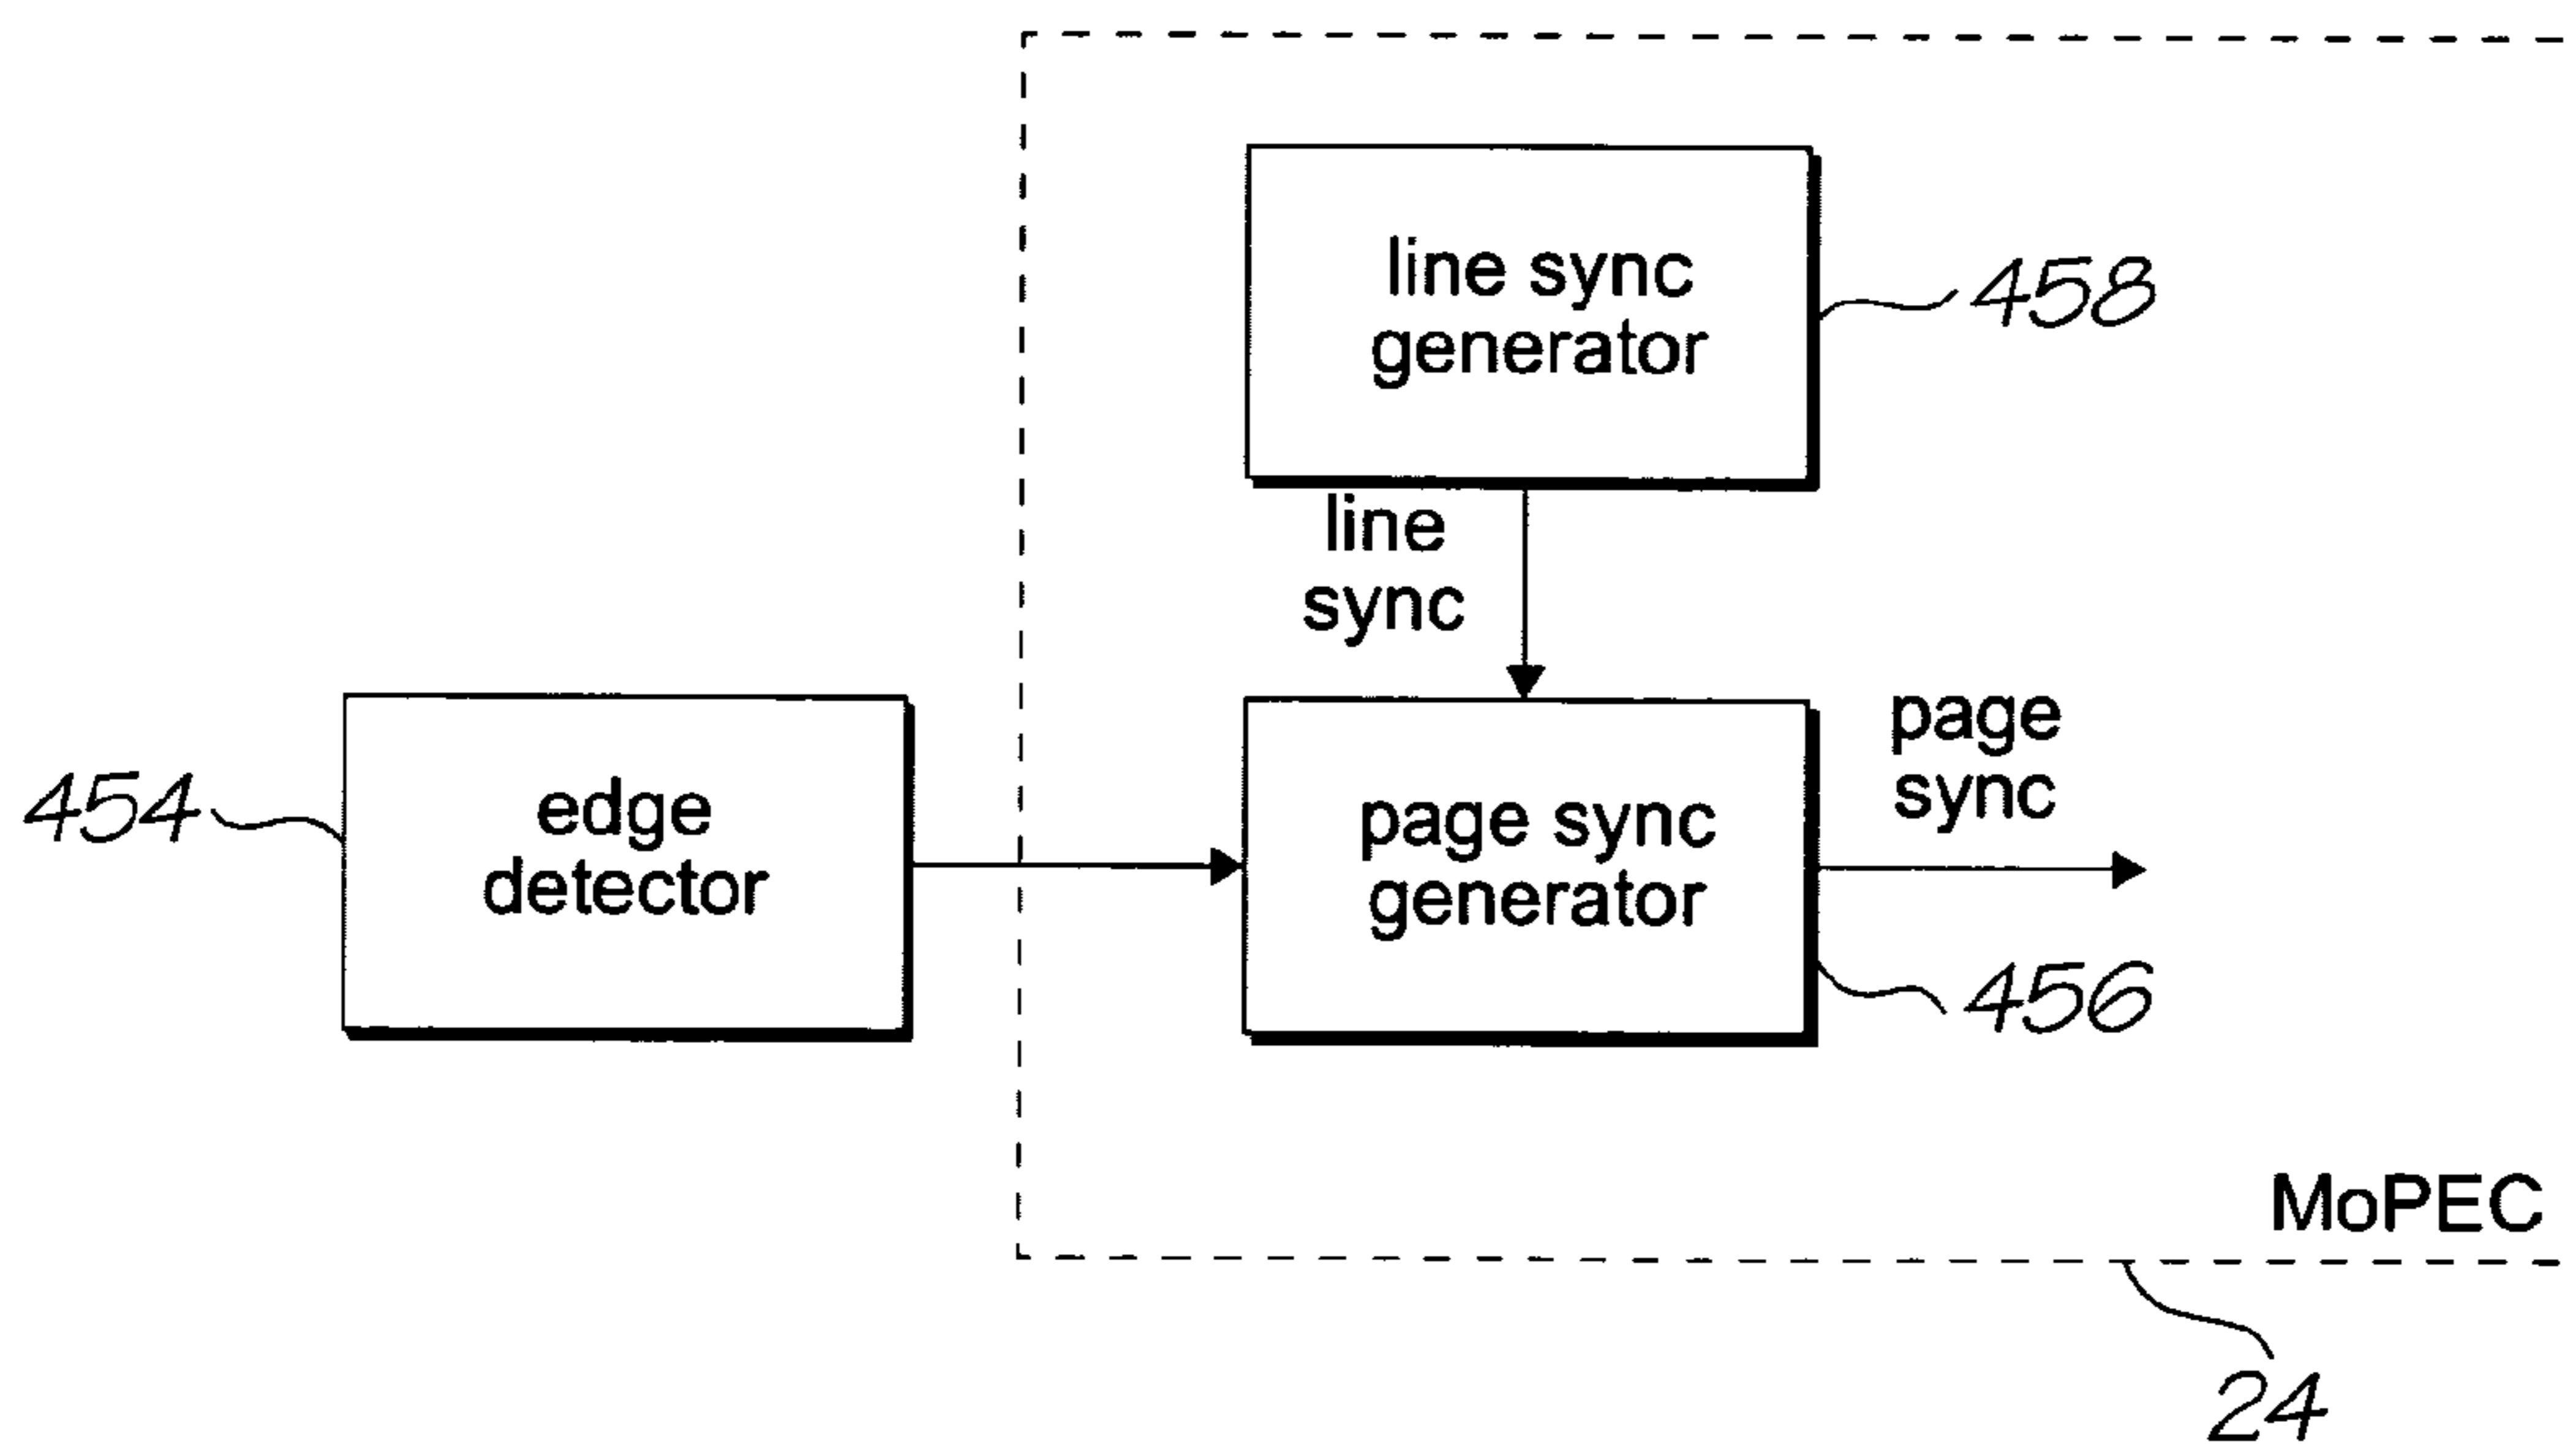 line sync
generator
458
line
sync
454
edge
detector
page sync
generator
page
sync
456
MoPEC
24